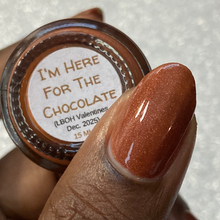 I'm Here
For The
Chocolate
[LBOH Valentines
Dec. 2025]
15 ML